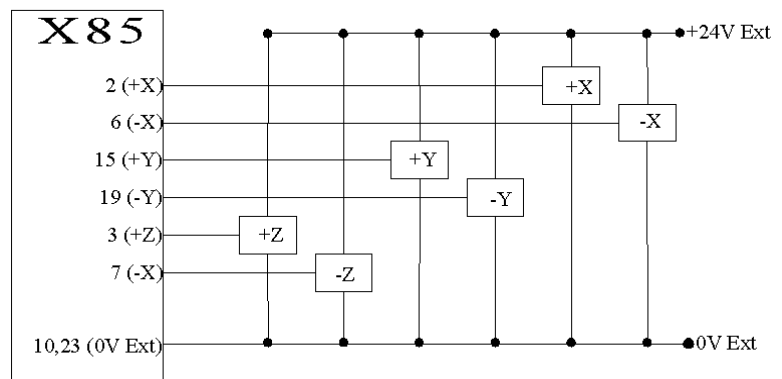 X85
+24V Ext
2 (+X)
+X
6 (-X)
-X
15 (+Y)
+Y
19 (-Y)
-Y
3 (+Z)
+Z
7 (-X)
-Z
10,23 (0V Ext)
0V Ext